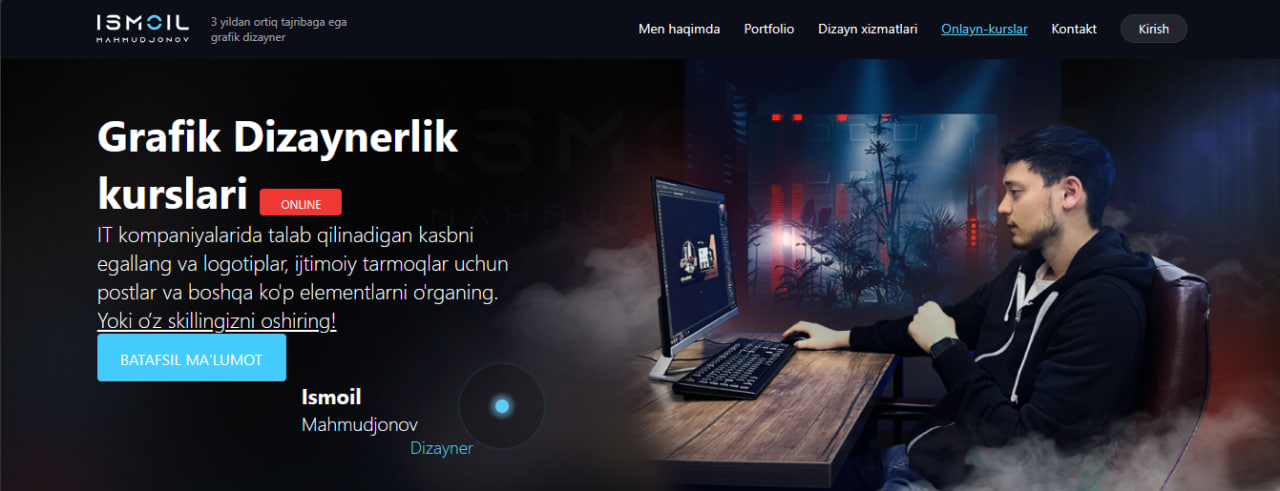 ISMOIL
MAHMUDJONOV
3 yildan ortiq tajribaga ega
grafik dizayner
Men haqimda
Portfolio
Dizayn xizmatlari
Onlayn-kurslar
Kontakt
Kirish
ISMO
MAHMUD
Grafik Dizaynerlik
kurslari ONLINE
IT kompaniyalarida talab qilinadigan kasbni
egallang va logotiplar, ijtimoiy tarmoqlar uchun
postlar va boshqa ko'p elementlarni o'rganing.
Yoki o’z skillingizni oshiring!
BATAFSIL MA'LUMOT
Ismoil
Mahmudjonov
Dizayner